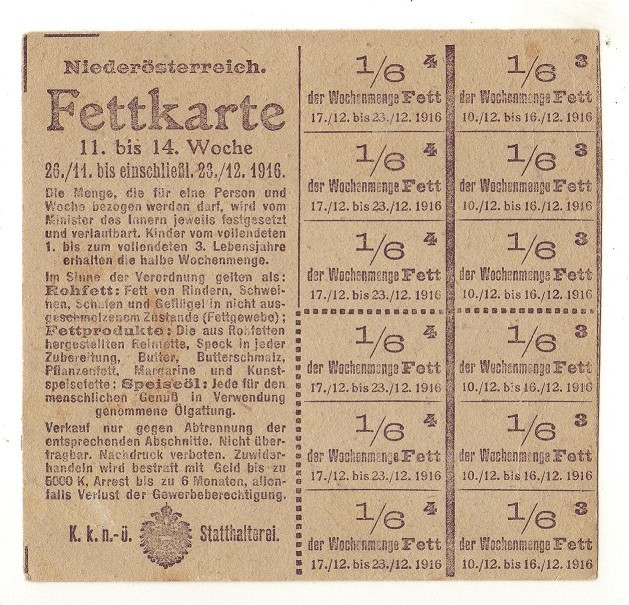 Niederösterreich.
Fettkarte
11. bis 14. Woche
26./11. bis einschließl. 23./12. 1916.
Die Menge, die für eine Person und
Woche bezogen werden darf, wird vom
Minister des Innern jeweils festgesetzt
und verlautbart. Kinder vom vollendeten
1. bis zum vollendeten 3. Lebensjahre
erhalten die halbe Wochenmenge.
Im Sinne der Verordnung gelten als:
Rohfett: Fett von Rindern, Schwei-
nen, Schafen und Geflügel in nicht aus-
geschmolzenem Zustande (Fettgewebe);
Fettprodukte: Die aus Rohfetten
hergestellten Reinfette, Speck in jeder
Zubereitung, Butter, Butterschmalz,
Pflanzenfett, Margarine und Kunst-
speisefette: Speiseöl: Jede für den
menschlichen Genuß in Verwendung
genommene Ölgattung.
Verkauf nur gegen Abtrennung der
entsprechenden Abschnitte. Nicht über-
tragbar. Nachdruck verboten. Zuwider-
handeln wird bestraft mit Geld bis zu
5000 K, Arrest bis zu 6 Monaten, allen-
falls Verlust der Gewerbeberechtigung.
K. k. n.-ö. Statthalterei.
1/6 4
der Wochenmenge Fett
17./12. bis 23./12. 1916
1/6 3
der Wochenmenge Fett
10./12. bis 16./12. 1916
1/6 4
der Wochenmenge Fett
17./12. bis 23./12. 1916
1/6 3
der Wochenmenge Fett
10./12. bis 16./12. 1916
1/6 4
der Wochenmenge Fett
17./12. bis 23./12. 1916
1/6 3
der Wochenmenge Fett
10./12. bis 16./12. 1916
1/6 4
der Wochenmenge Fett
17./12. bis 23./12. 1916
1/6 3
der Wochenmenge Fett
10./12. bis 16./12. 1916
1/6 4
der Wochenmenge Fett
17./12. bis 23./12. 1916
1/6 3
der Wochenmenge Fett
10./12. bis 16./12. 1916
1/6 4
der Wochenmenge Fett
17./12. bis 23./12. 1916
1/6 3
der Wochenmenge Fett
10./12. bis 16./12. 1916